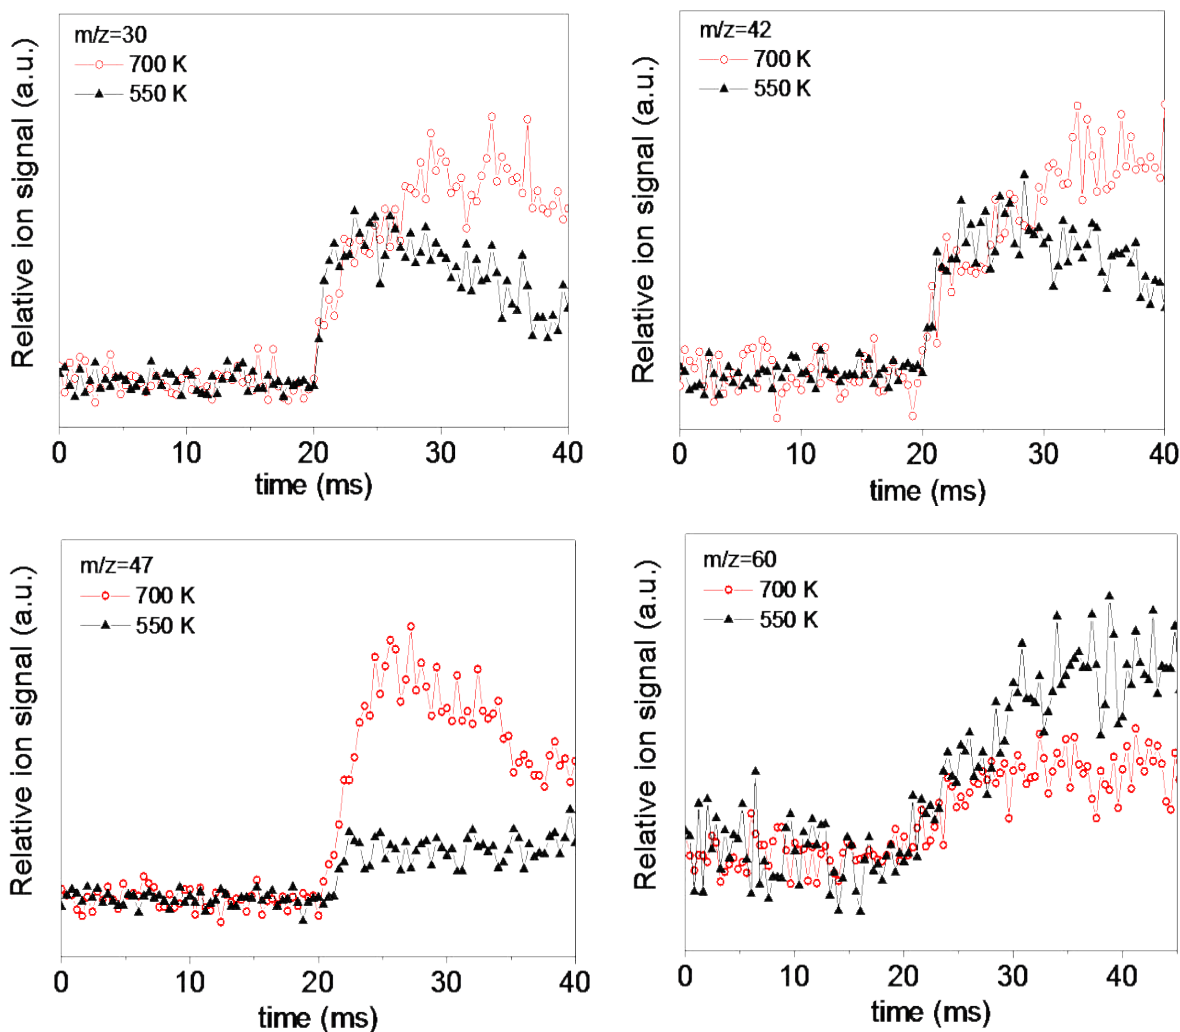 m/z=30
700 K
550 K
Relative ion signal (a.u.)
0 10 20 30 40
time (ms)
m/z=42
700 K
550 K
Relative ion signal (a.u.)
0 10 20 30 40
time (ms)
m/z=47
700 K
550 K
Relative ion signal (a.u.)
0 10 20 30 40
time (ms)
m/z=60
700 K
550 K
Relative ion signal (a.u.)
0 10 20 30 40
time (ms)